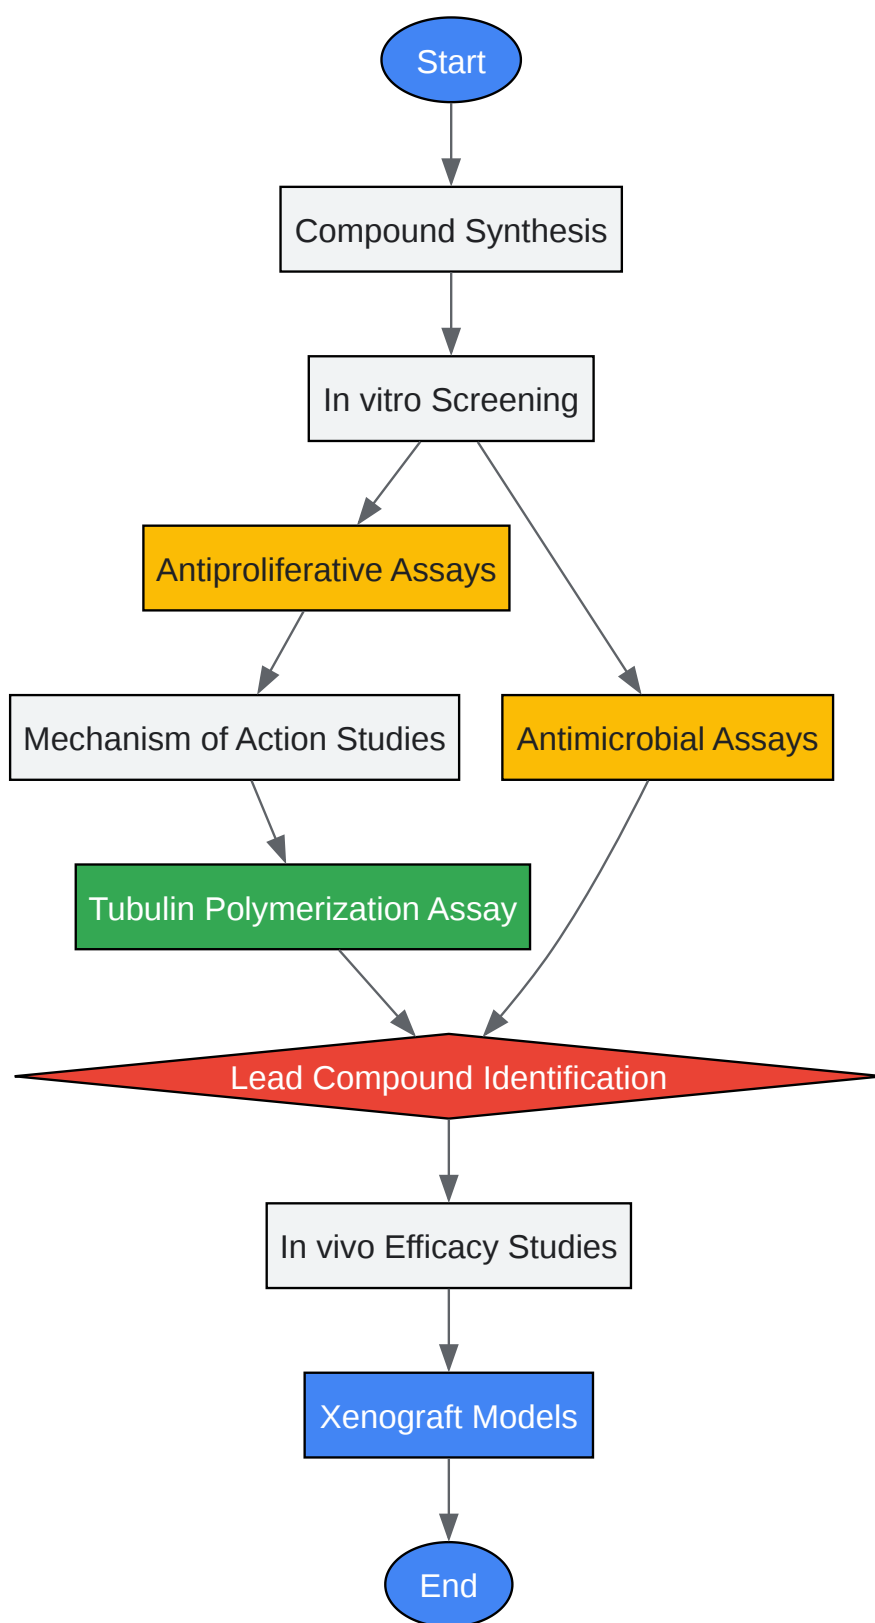 Start
Compound Synthesis
In vitro Screening
Antiproliferative Assays
Mechanism of Action Studies
Antimicrobial Assays
Tubulin Polymerization Assay
Lead Compound Identification
In vivo Efficacy Studies
Xenograft Models
End